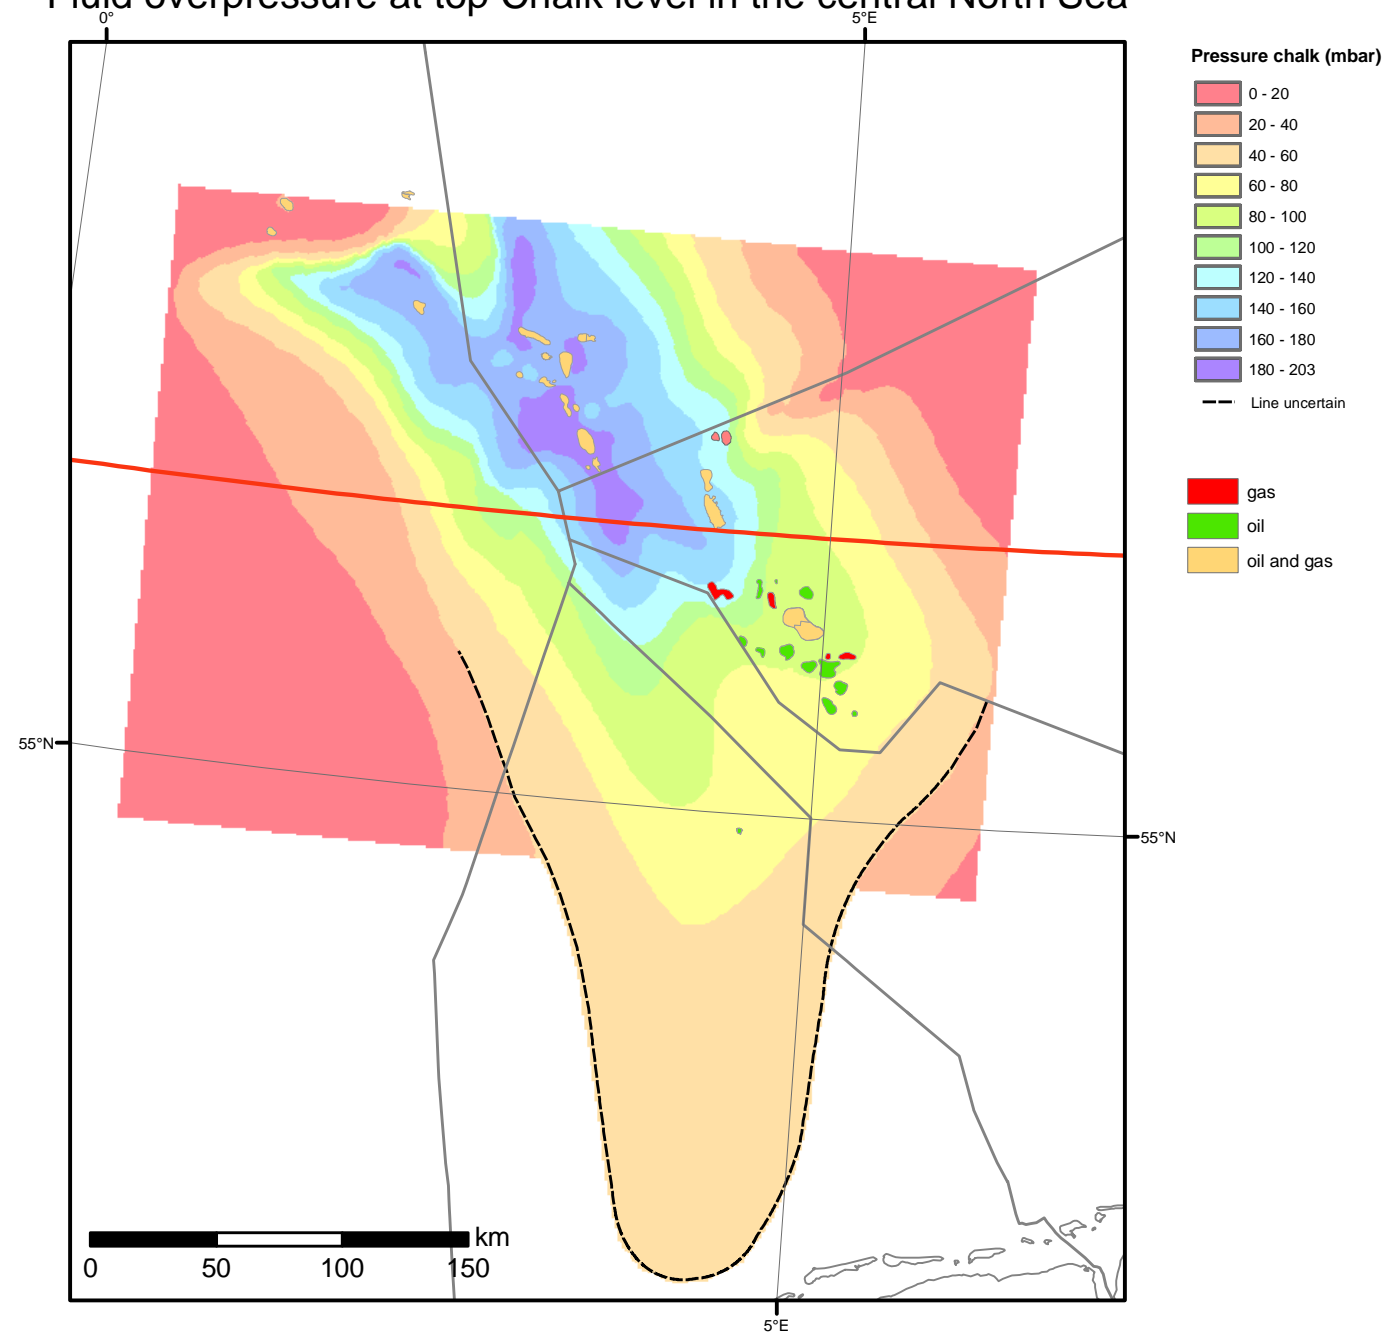 Fluid overpressure at top Chalk level in the central North Sea
0°
5°E
Pressure chalk (mbar)
0 - 20
20 - 40
40 - 60
60 - 80
80 - 100
100 - 120
120 - 140
140 - 160
160 - 180
180 - 203
Line uncertain
gas
oil
oil and gas
55°N
55°N
km
0 50 100 150
5°E